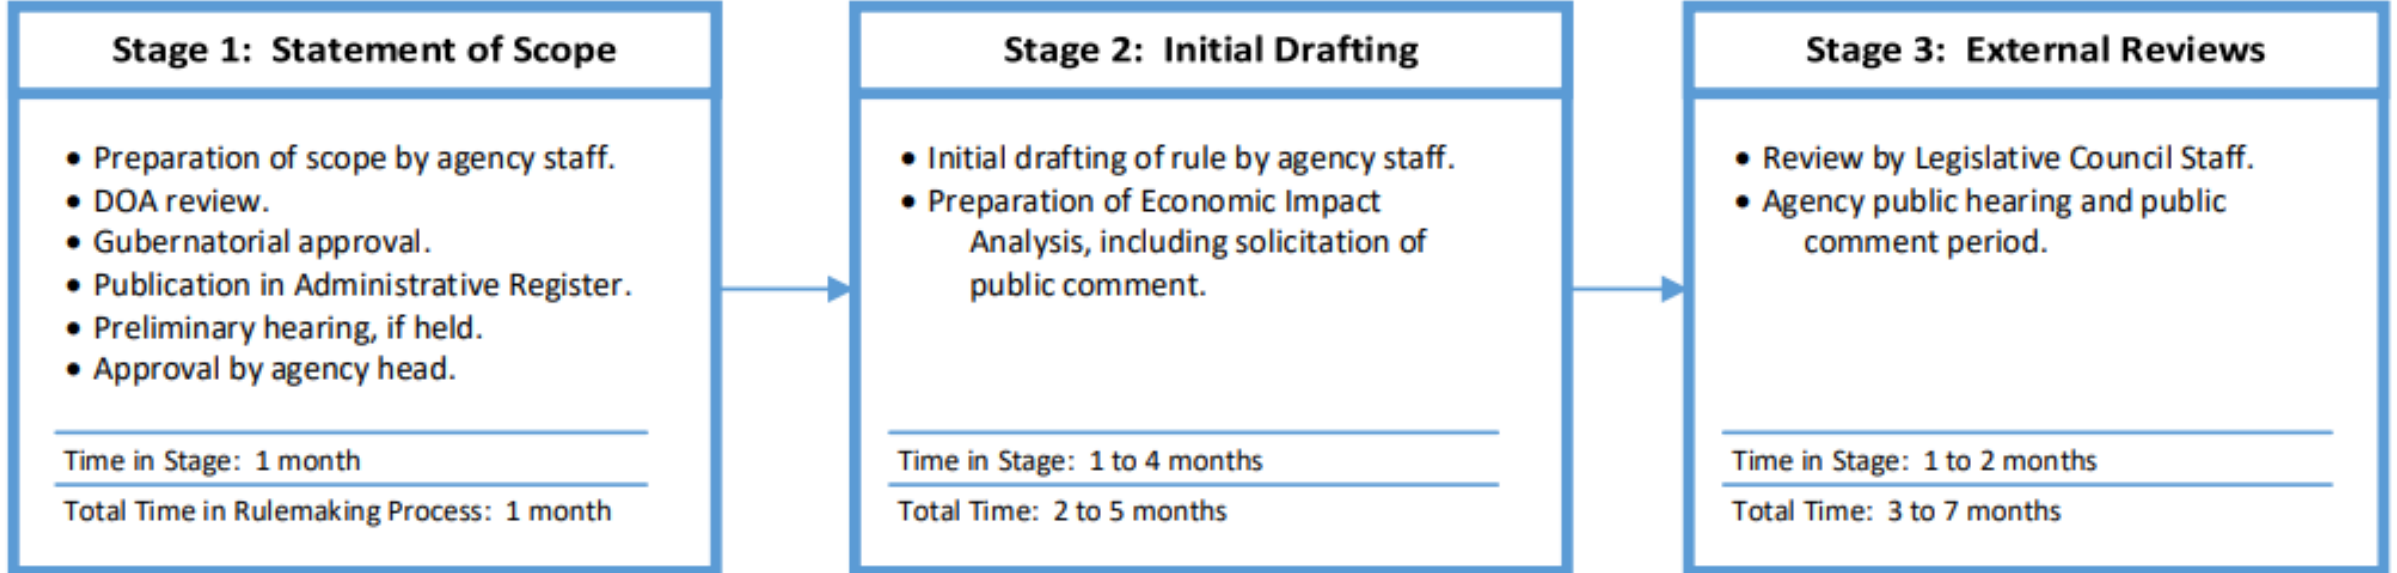 Stage 1: Statement of Scope
• Preparation of scope by agency staff.
• DOA review.
• Gubernatorial approval.
• Publication in Administrative Register.
• Preliminary hearing, if held.
• Approval by agency head.
Time in Stage: 1 month
Total Time in Rulemaking Process: 1 month
Stage 2: Initial Drafting
• Initial drafting of rule by agency staff.
• Preparation of Economic Impact
Analysis, including solicitation of
public comment.
Time in Stage: 1 to 4 months
Total Time: 2 to 5 months
Stage 3: External Reviews
• Review by Legislative Council Staff.
• Agency public hearing and public
comment period.
Time in Stage: 1 to 2 months
Total Time: 3 to 7 months